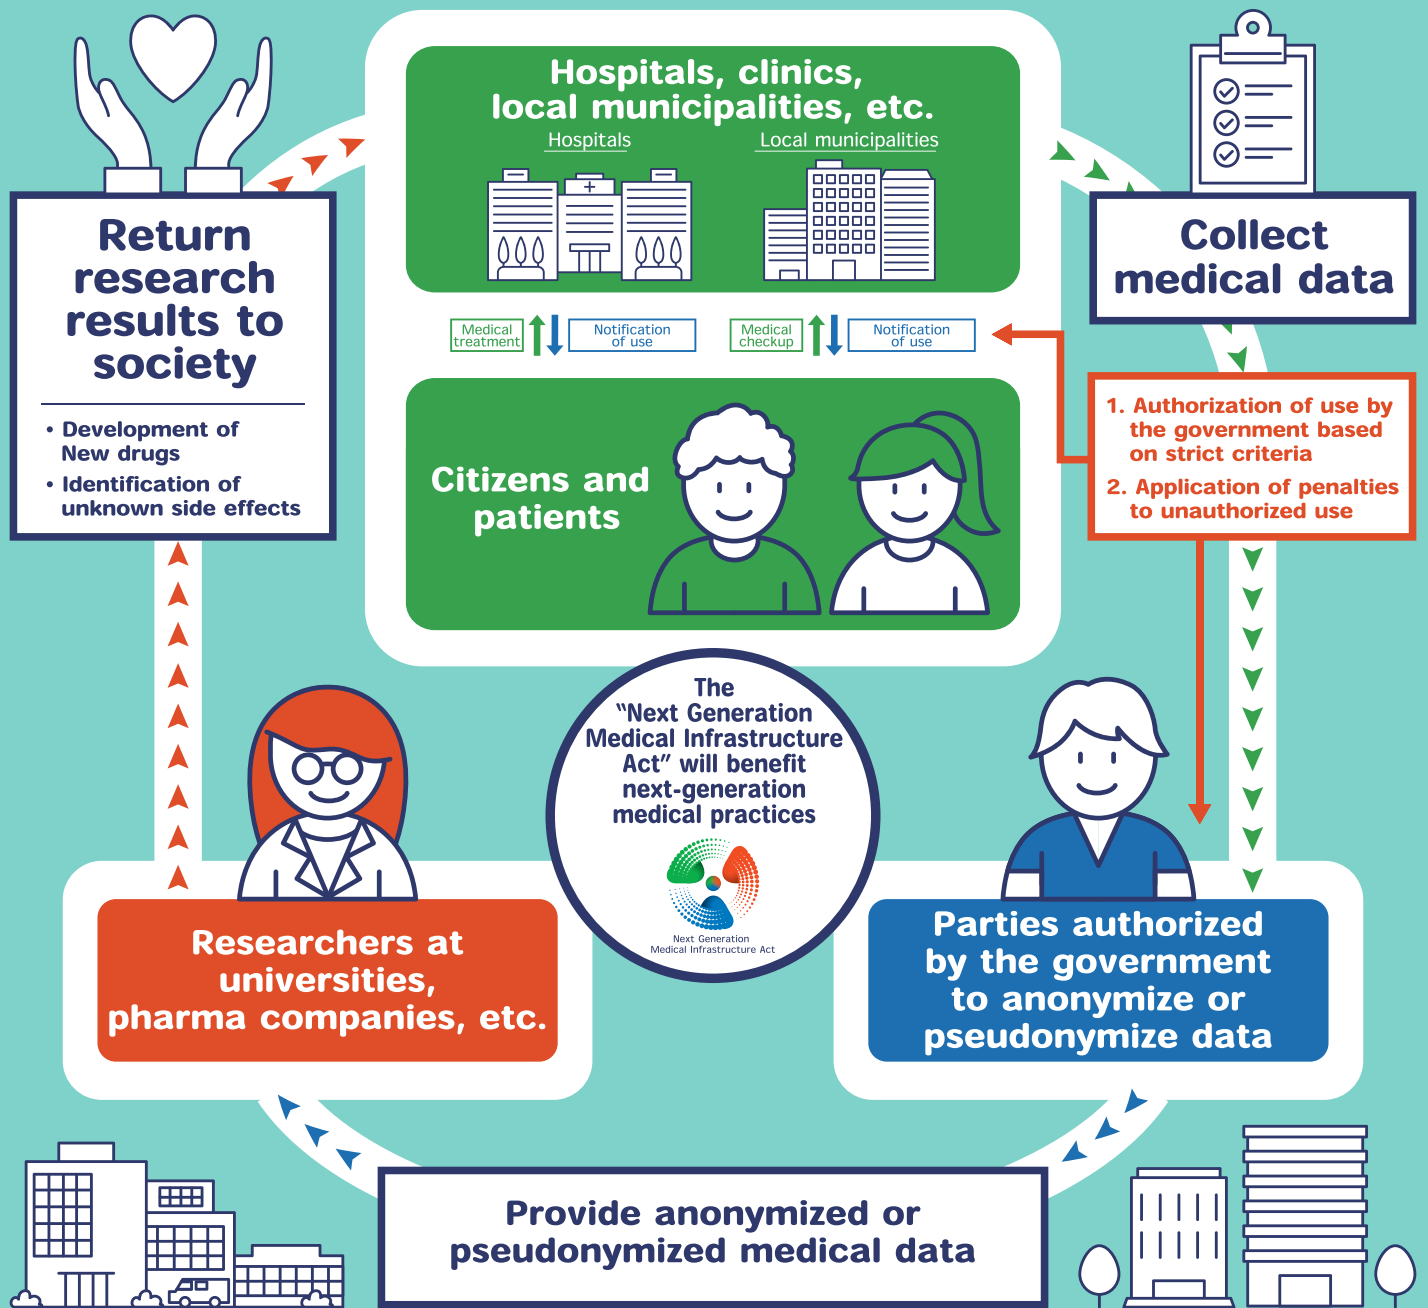 Hospitals, clinics,
local municipalities, etc.
Hospitals
Local municipalities
Return
research
results to
society
• Development of
New drugs
• Identification of
unknown side effects
Collect
medical data
Medical
treatment
Notification
of use
Medical
checkup
Notification
of use
1. Authorization of use by
the government based
on strict criteria
2. Application of penalties
to unauthorized use
Citizens and
patients
The
“Next Generation
Medical Infrastructure
Act” will benefit
next-generation
medical practices
Next Generation
Medical Infrastructure Act
Researchers at
universities,
pharma companies, etc.
Parties authorized
by the government
to anonymize or
pseudonymize data
Provide anonymized or
pseudonymized medical data